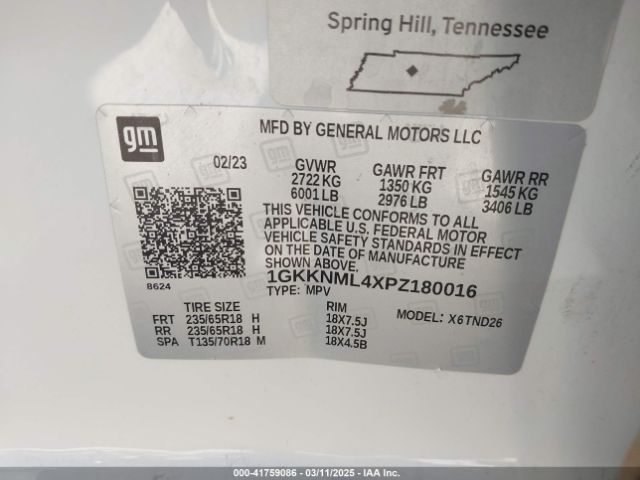 Spring Hill, Tennessee
gm
MFD BY GENERAL MOTORS LLC
02/23 GVWR GAWR FRT GAWR RR
2722 KG 1350 KG 1545 KG
6001 LB 2976 LB 3406 LB
THIS VEHICLE CONFORMS TO ALL
APPLICABLE U.S. FEDERAL MOTOR
VEHICLE SAFETY STANDARDS IN EFFECT
ON THE DATE OF MANUFACTURE
SHOWN ABOVE.
8624
1GKKNML4XPZ180016
TYPE: MPV
TIRE SIZE RIM MODEL: X6TND26
FRT 235/65R18 H 18X7.5J
RR 235/65R18 H 18X7.5J
SPA T135/70R18 M 18X4.5B
000-41759086 - 03/11/2025 - IAA Inc.